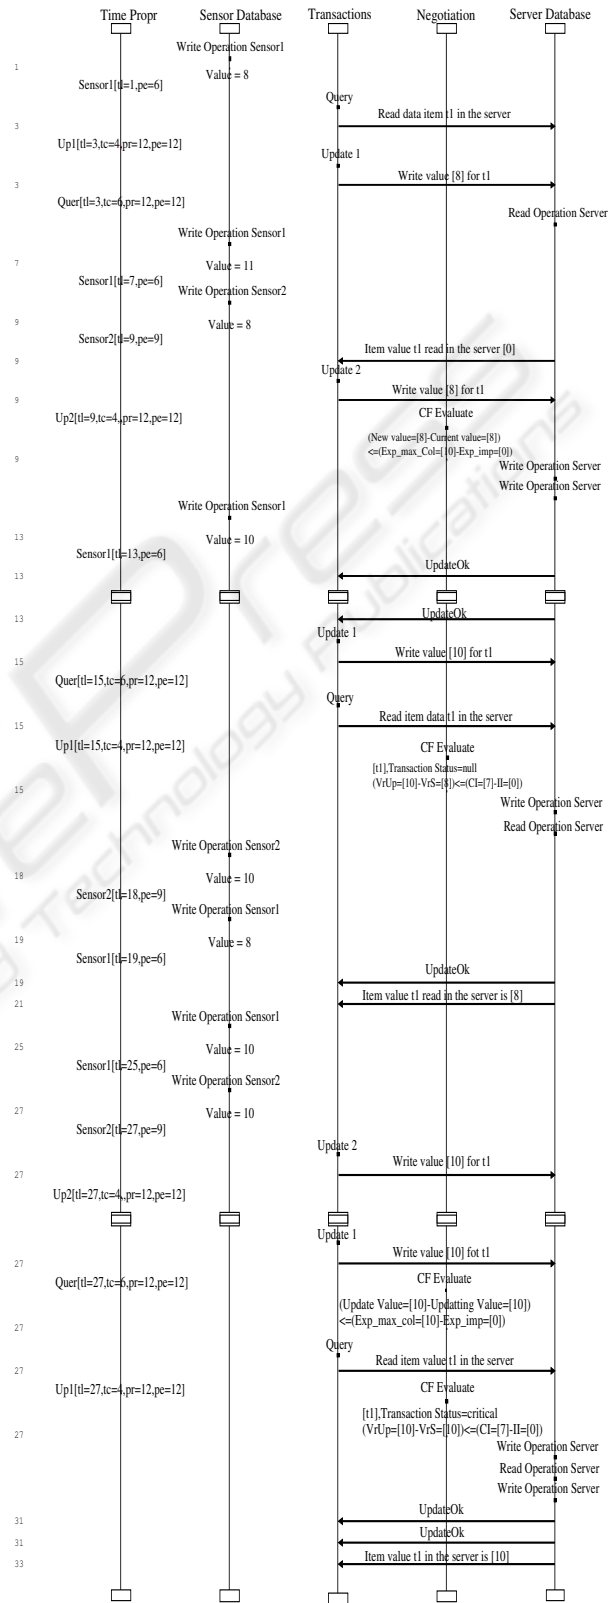 Time Propr Sensor Database Transactions Negotiation Server Database
Write Operation Sensor1
1
Value = 8
Sensor1[tl=1,pe=6]
Query
Read data item t1 in the server
3
Up1[tl=3,tc=4,pr=12,pe=12]
Update 1
Write value [8] for t1
3
Quer[tl=3,tc=6,pr=12,pe=12]
Read Operation Server
Write Operation Sensor1
7
Value = 11
Sensor1[tl=7,pe=6]
Write Operation Sensor2
9
Value = 8
Sensor2[tl=9,pe=9]
Item value t1 read in the server [0]
9
Update 2
Write value [8] for t1
9
CF Evaluate
Up2[tl=9,tc=4,,pr=12,pe=12]
(New value=[8]-Current value=[8])
<=(Exp_max_Col=[10]-Exp_imp=[0])
9
Write Operation Server
Write Operation Server
Write Operation Sensor1
13
Value = 10
Sensor1[tl=13,pe=6]
UpdateOk
13
UpdateOk
13
Update 1
Write value [10] for t1
15
Quer[tl=15,tc=6,pr=12,pe=12]
Query
Read item data t1 in the server
15
Up1[tl=15,tc=4,pr=12,pe=12]
CF Evaluate
[t1],Transaction Status=null
(VrUp=[10]-VrS=[8])<=(CI=[7]-II=[0])
15
Write Operation Server
Read Operation Server
Write Operation Sensor2
18
Value = 10
Sensor2[tl=18,pe=9]
Write Operation Sensor1
19
Value = 8
Sensor1[tl=19,pe=6]
UpdateOk
19
Item value t1 read in the server is [8]
21
Write Operation Sensor1
25
Value = 10
Sensor1[tl=25,pe=6]
Write Operation Sensor2
27
Value = 10
Sensor2[tl=27,pe=9]
Update 2
Write value [10] for t1
27
Up2[tl=27,tc=4,,pr=12,pe=12]
Update 1
Write value [10] fot t1
27
Quer[tl=27,tc=6,pr=12,pe=12]
CF Evaluate
(Update Value=[10]-Updatting Value=[10])
<=(Exp_max_col=[10]-Exp_imp=[0])
27
Query
Read item value t1 in the server
27
Up1[tl=27,tc=4,pr=12,pe=12]
CF Evaluate
[t1],Transaction Status=critical
(VrUp=[10]-VrS=[10])<=(CI=[7]-II=[0])
27
Write Operation Server
Read Operation Server
Write Operation Server
UpdateOk
31
UpdateOk
31
Item value t1 in the server is [10]
33